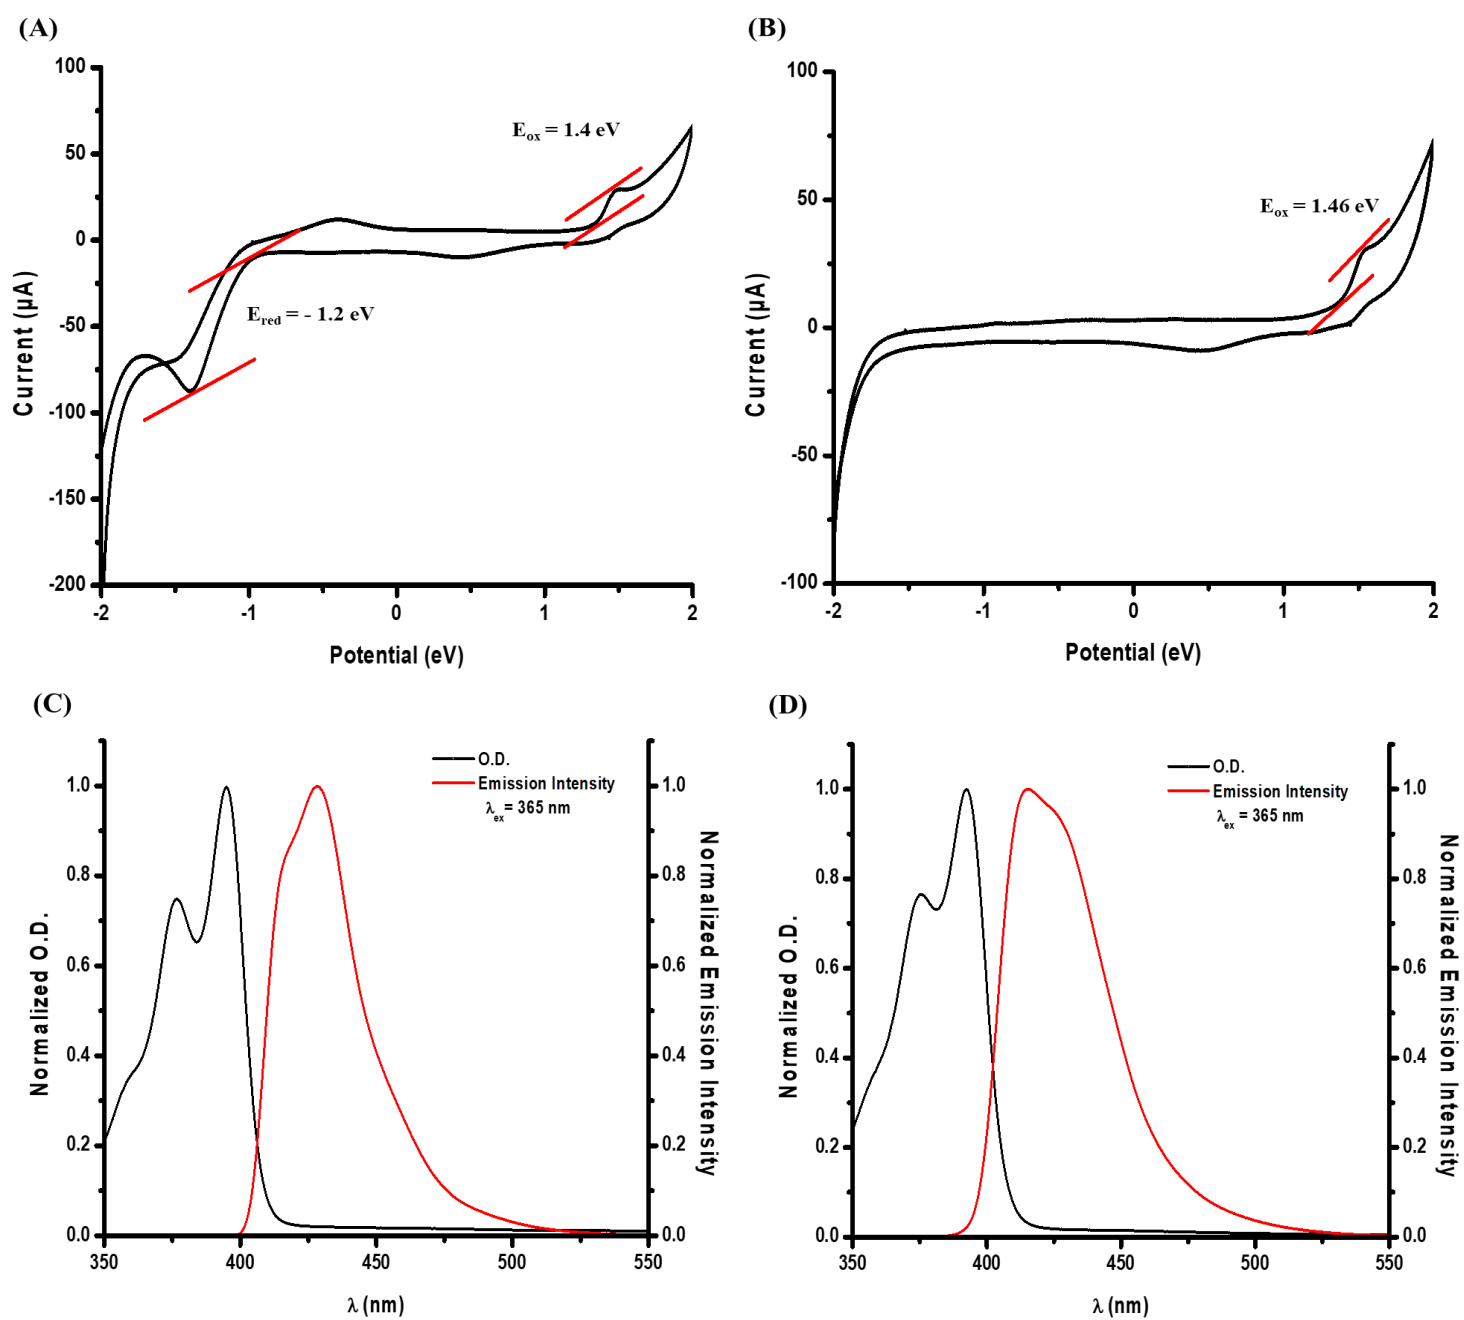 (A)
100
50
0
-50
-100
-150
-200
-2
-1
0
1
2
Current (µA)
Potential (eV)
Eox = 1.4 eV
Ered = - 1.2 eV
(B)
100
50
0
-50
-100
-2
-1
0
1
2
Current (µA)
Potential (eV)
Eox = 1.46 eV
(C)
1.0
0.8
0.6
0.4
0.2
0.0
350
400
450
500
550
1.0
0.8
0.6
0.4
0.2
0.0
Normalized O.D.
Normalized Emission Intensity
λ (nm)
O.D.
Emission Intensity
λex = 365 nm
(D)
1.0
0.8
0.6
0.4
0.2
0.0
350
400
450
500
550
1.0
0.8
0.6
0.4
0.2
0.0
Normalized O.D.
Normalized Emission Intensity
λ (nm)
O.D.
Emission Intensity
λex = 365 nm